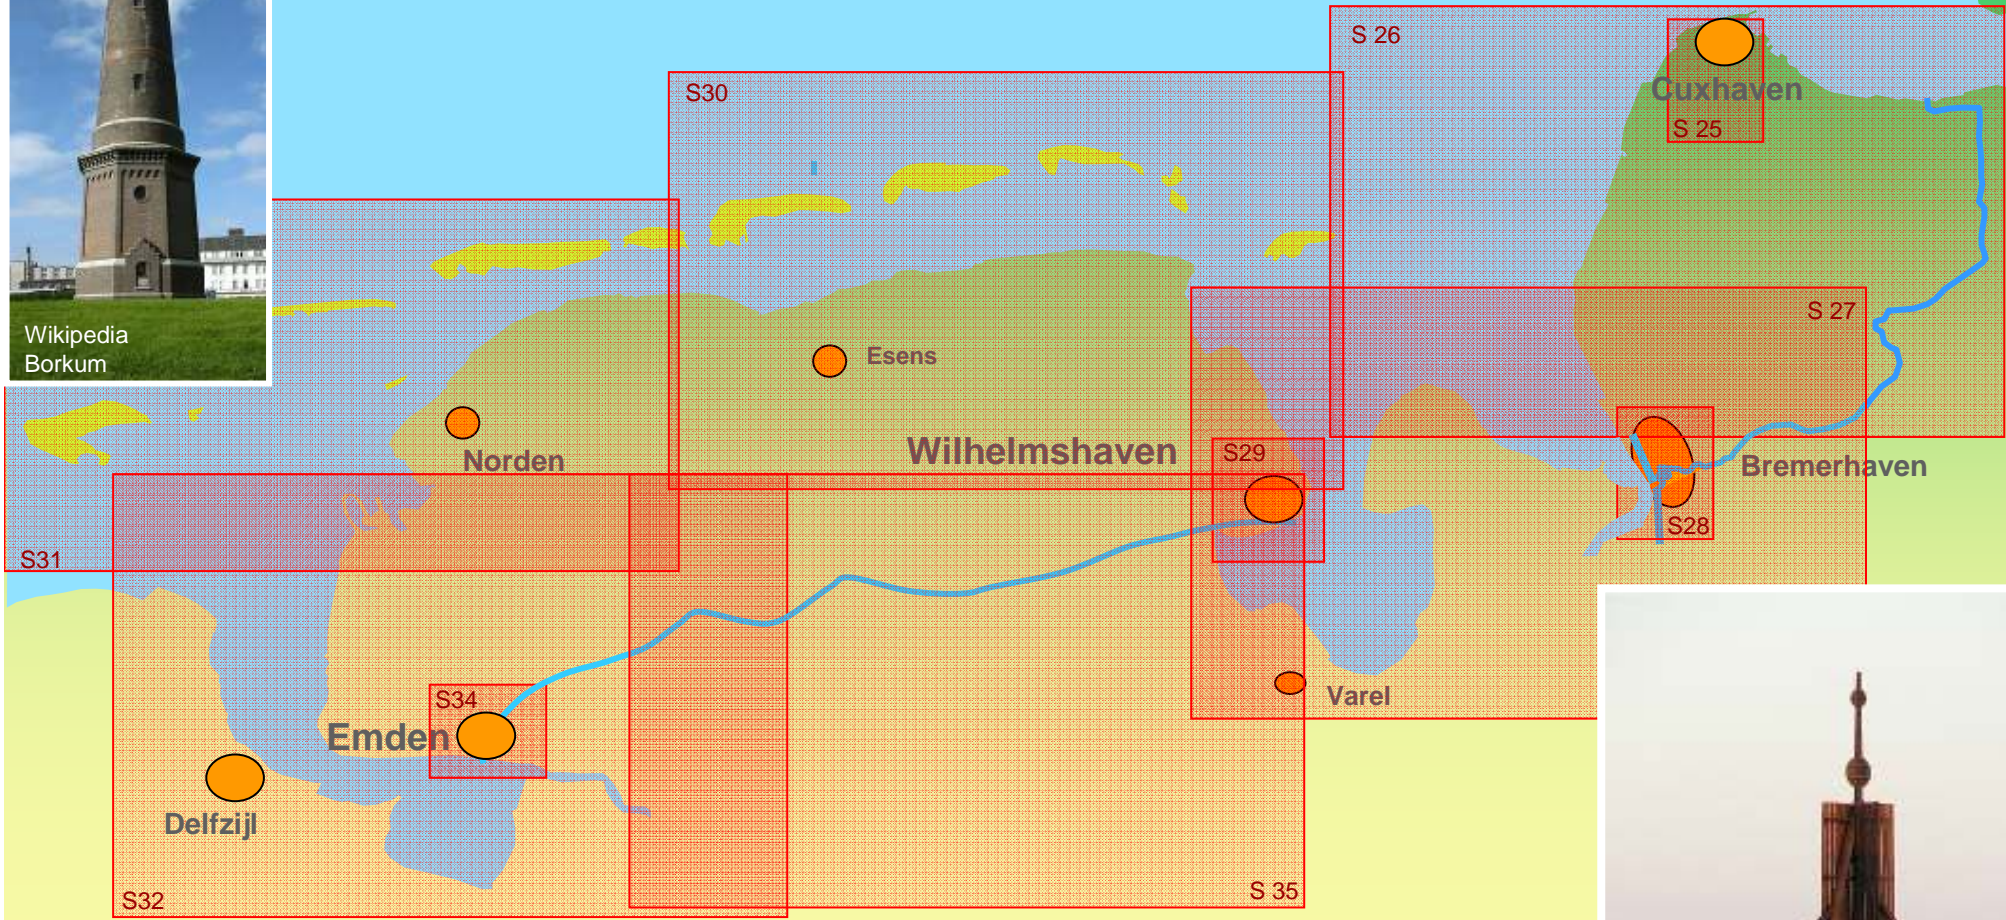 S 26
Cuxhaven
S 25
S30
S 27
Wikipedia
Borkum
Esens
Norden
Wilhelmshaven
S29
Bremerhaven
S28
S31
S34
Varel
Emden
Delfzijl
S32
S 35